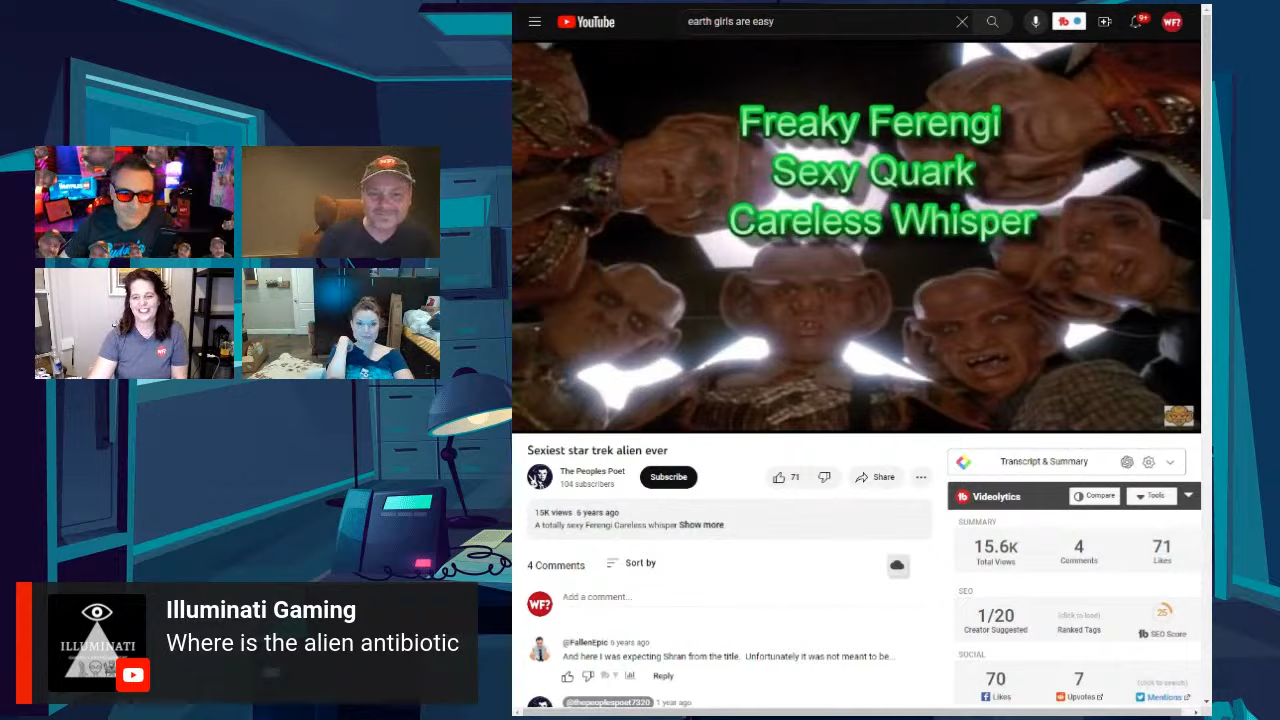 YouTube
earth girls are easy
9+
WF?
Freaky Ferengi
Sexy Quark
Careless Whisper
Sexiest star trek alien ever
The Peoples Poet
104 subscribers
Subscribe
71
Share
15K views 6 years ago
A totally sexy Ferengi Careless whisper Show more
4 Comments
Sort by
WF?
Add a comment...
@FallenEpic 6 years ago
And here I was expecting Shran from the title. Unfortunately it was not meant to be...
Reply
@thepeoplespoet7320 1 year ago
Transcript & Summary
Videolytics
Compare
Tools
SUMMARY
15.6K
Total Views
4
Comments
71
Likes
SEO
1/20
Creator Suggested
(click to load)
Ranked Tags
25
SEO Score
SOCIAL
70
Likes
7
Upvotes
(click to search)
Mentions
ILLUMINATI
Illuminati Gaming
Where is the alien antibiotic